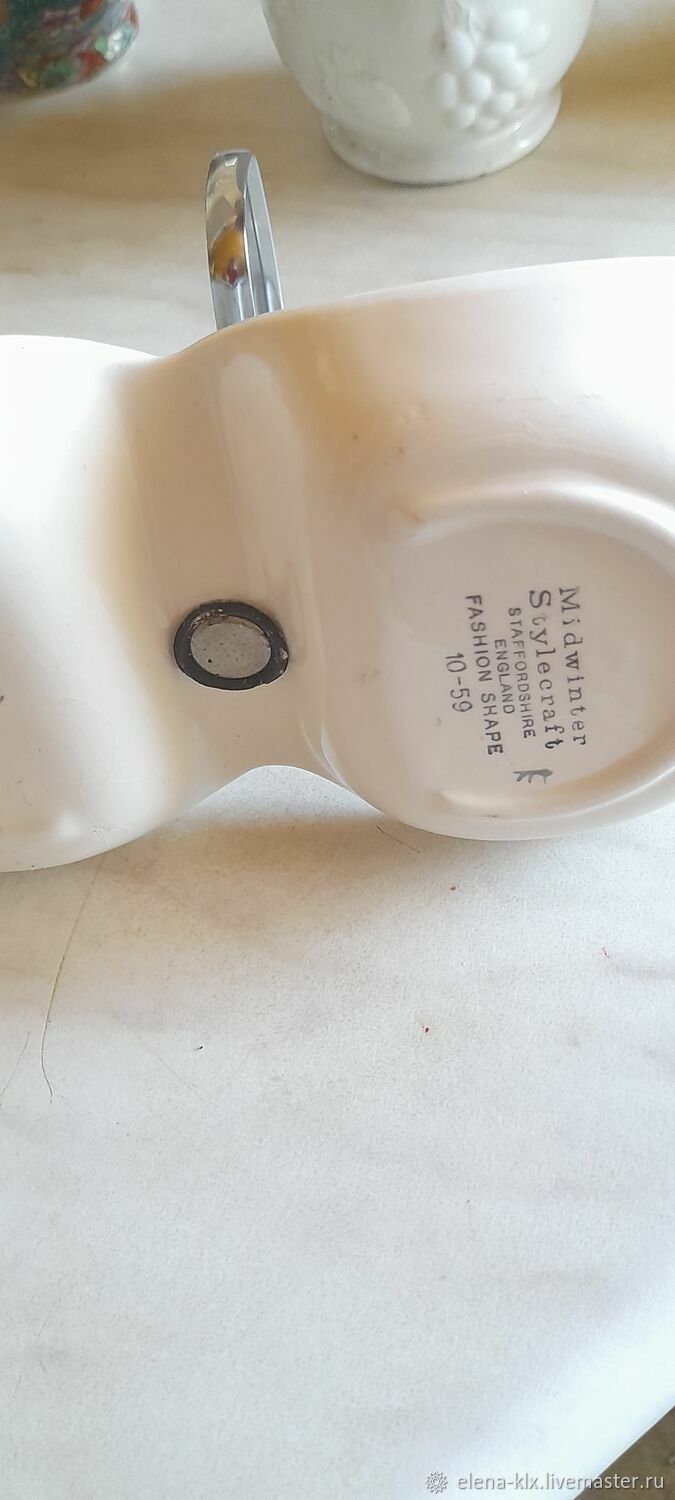 Midwinter
Stylecraft
STAFFORDSHIRE
ENGLAND
FASHION SHAPE
10-59
elena-klx.livemaster.ru